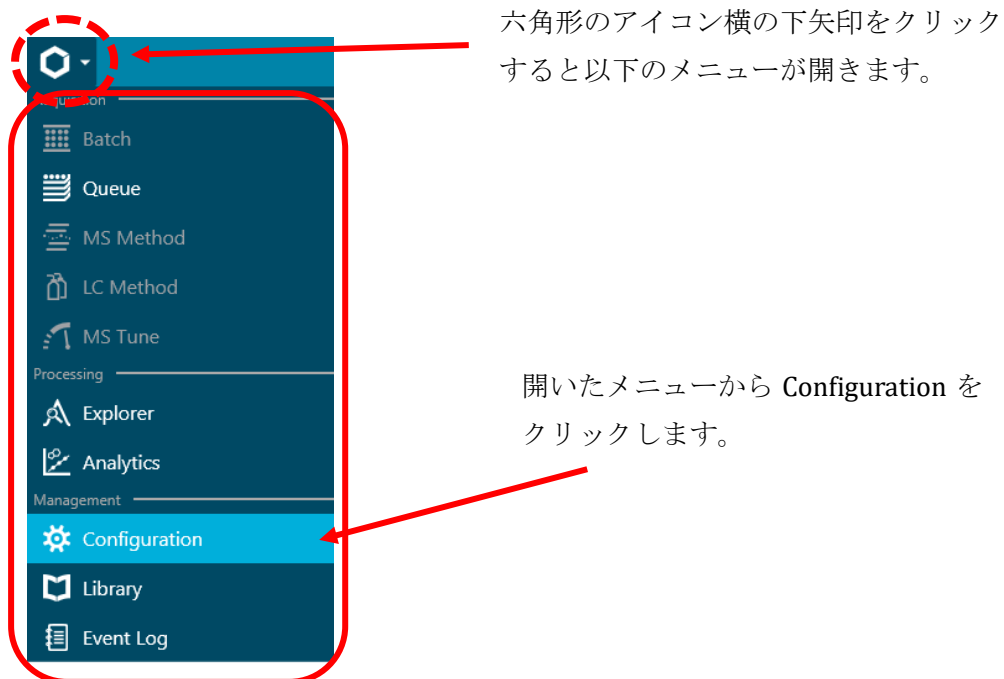 六角形のアイコン横の下矢印をクリック
すると以下のメニューが開きます。
Acquisition
Batch
Queue
MS Method
LC Method
MS Tune
Processing
Explorer
Analytics
Management
Configuration
Library
Event Log
開いたメニューから Configuration を
クリックします。